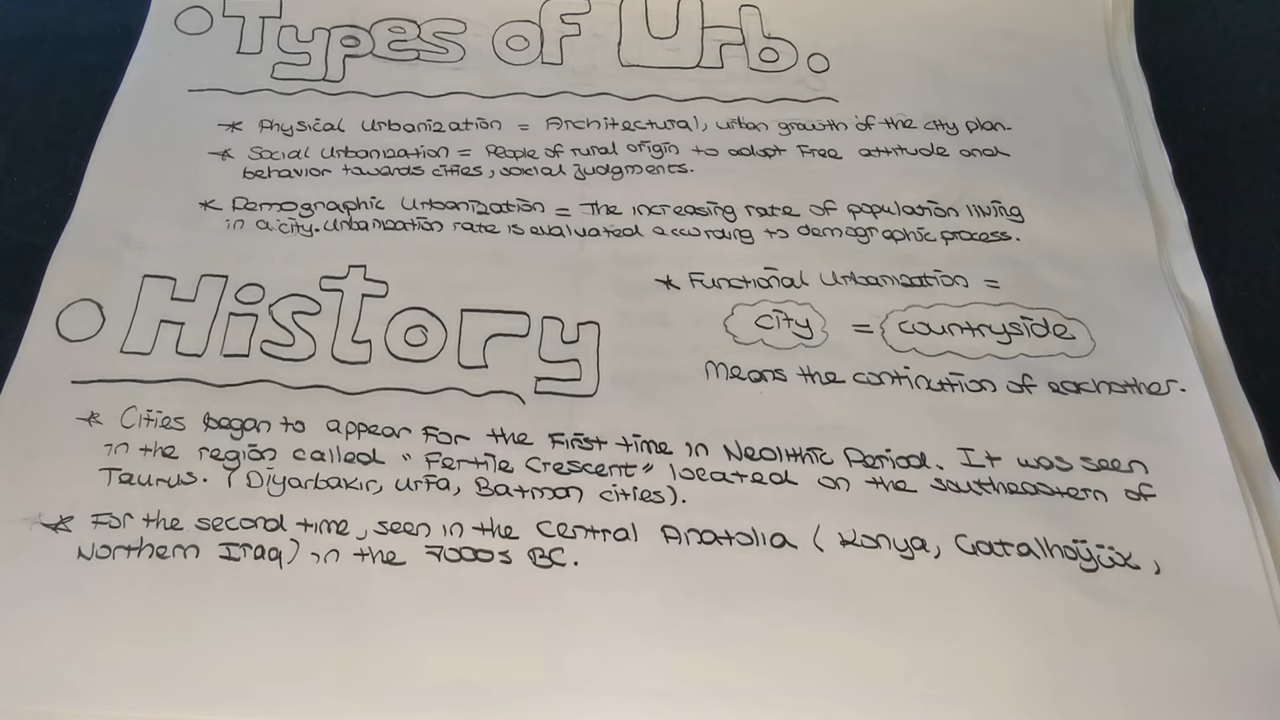 Types of Urb.
* Physical Urbanization = Architectural, urban growth of the city plan.
* Social Urbanization = People of rural origin to adopt Free attitude and
behavior towards cities, social judgments.
* Demographic Urbanization = The increasing rate of population living
in a city. Urbanization rate is evaluated according to demographic process.
* Functional Urbanization =
city = countryside
Means the continution of eachother.
History
* Cities began to appear For the First time in Neolthic Period. It was seen
in the region called "Fertile Crescent" located on the southeastern of
Taurus. (Diyarbakır, Urfa, Batman cities).
* For the second time, seen in the Central Anatolia (Konya, Çatalhöyük,
Northern Iraq) in the 7000s BC.